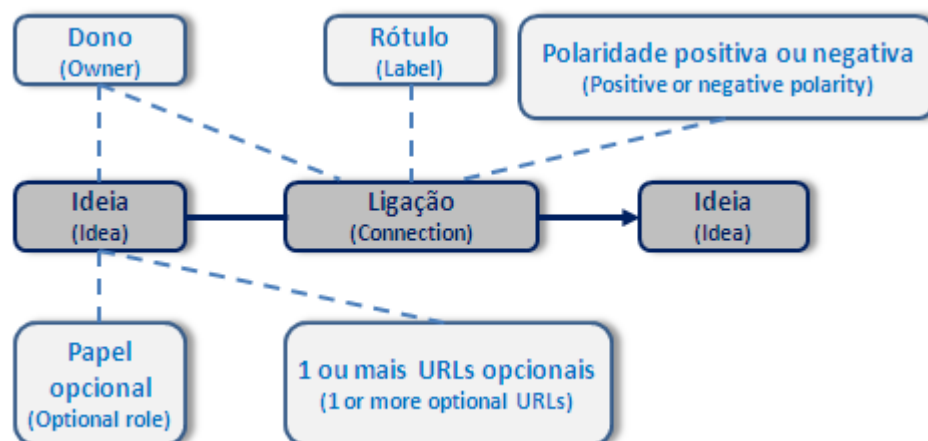 Dono
(Owner)
Rótulo
(Label)
Polaridade positiva ou negativa
(Positive or negative polarity)
Ideia
(Idea)
Ligação
(Connection)
Ideia
(Idea)
Papel
opcional
(Optional role)
1 ou mais URLs opcionais
(1 or more optional URLs)